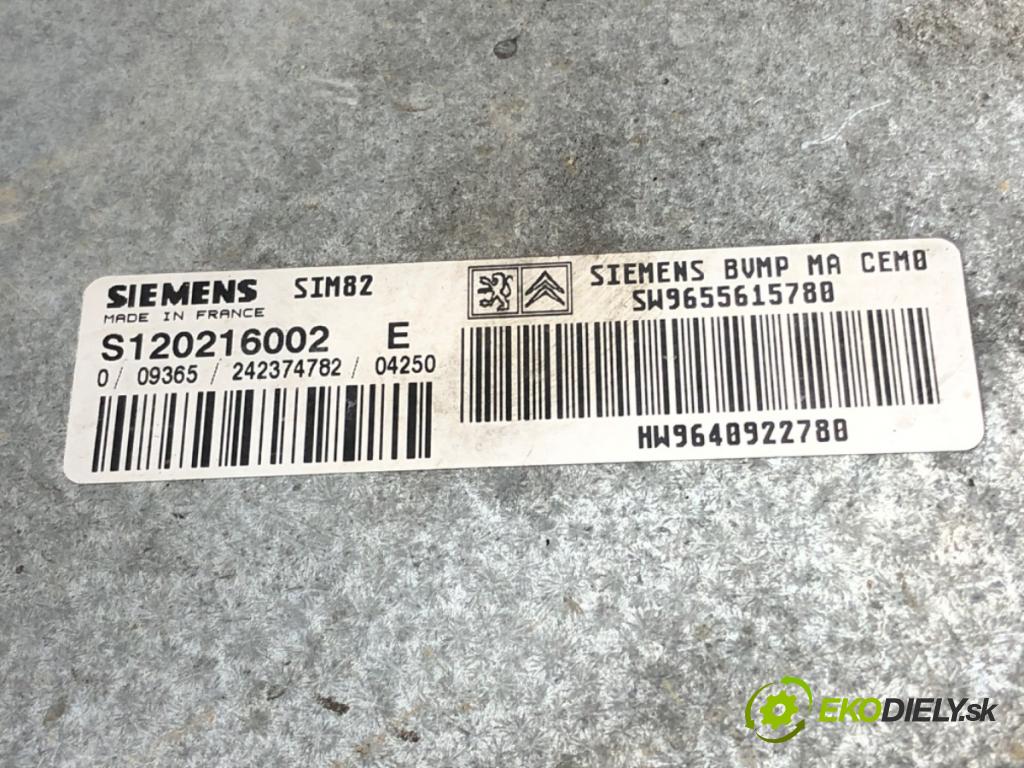 SIEMENS SIM82
MADE IN FRANCE
S120216002 E
0/ 09365 / 242374782 / 04250
SIEMENS BVMP MA CEM0
SW9655615780
HW9640922780
EKODIELY.sk